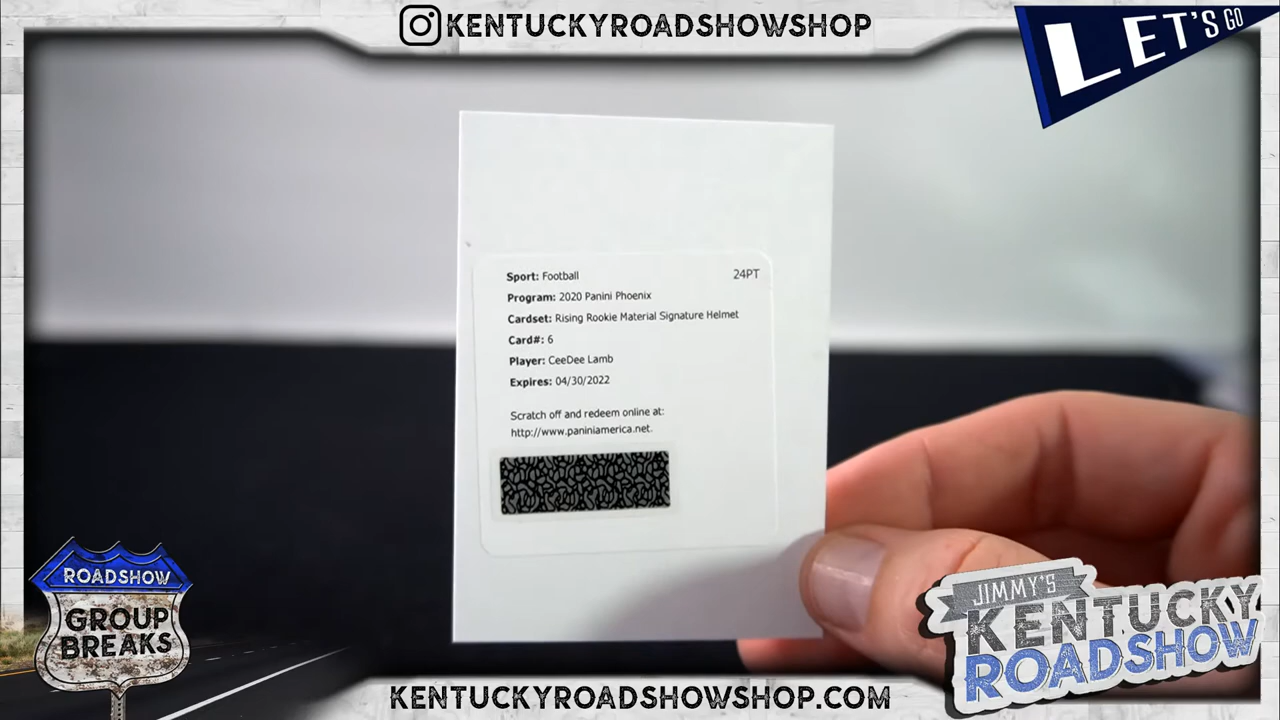 KENTUCKYROADSHOWSHOP
LET'S GO
Sport: Football
24PT
Program: 2020 Panini Phoenix
Cardset: Rising Rookie Material Signature Helmet
Card#: 6
Player: CeeDee Lamb
Expires: 04/30/2022
Scratch off and redeem online at:
http://www.paniniamerica.net.
ROADSHOW
GROUP
BREAKS
JIMMY'S
KENTUCKY
ROADSHOW
KENTUCKYROADSHOWSHOP.COM